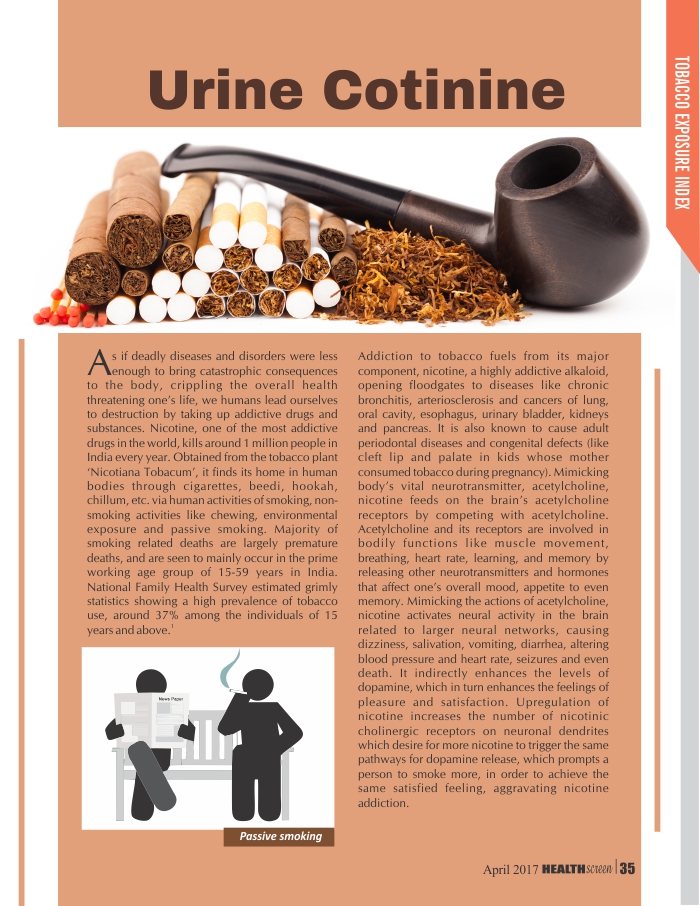 Urine Cotinine
TOBACCO EXPOSURE INDEX
As if deadly diseases and disorders were less
enough to bring catastrophic consequences
to the body, crippling the overall health
threatening one's life, we humans lead ourselves
to destruction by taking up addictive drugs and
substances. Nicotine, one of the most addictive
drugs in the world, kills around 1 million people in
India every year. Obtained from the tobacco plant
‘Nicotiana Tobacum’, it finds its home in human
bodies through cigarettes, beedi, hookah,
chillum, etc. via human activities of smoking, non-
smoking activities like chewing, environmental
exposure and passive smoking. Majority of
smoking related deaths are largely premature
deaths, and are seen to mainly occur in the prime
working age group of 15-59 years in India.
National Family Health Survey estimated grimly
statistics showing a high prevalence of tobacco
use, around 37% among the individuals of 15
years and above.1
News Paper
Passive smoking
Addiction to tobacco fuels from its major
component, nicotine, a highly addictive alkaloid,
opening floodgates to diseases like chronic
bronchitis, arteriosclerosis and cancers of lung,
oral cavity, esophagus, urinary bladder, kidneys
and pancreas. It is also known to cause adult
periodontal diseases and congenital defects (like
cleft lip and palate in kids whose mother
consumed tobacco during pregnancy). Mimicking
body's vital neurotransmitter, acetylcholine,
nicotine feeds on the brain's acetylcholine
receptors by competing with acetylcholine.
Acetylcholine and its receptors are involved in
bodily functions like muscle movement,
breathing, heart rate, learning, and memory by
releasing other neurotransmitters and hormones
that affect one's overall mood, appetite to even
memory. Mimicking the actions of acetylcholine,
nicotine activates neural activity in the brain
related to larger neural networks, causing
dizziness, salivation, vomiting, diarrhea, altering
blood pressure and heart rate, seizures and even
death. It indirectly enhances the levels of
dopamine, which in turn enhances the feelings of
pleasure and satisfaction. Upregulation of
nicotine increases the number of nicotinic
cholinergic receptors on neuronal dendrites
which desire for more nicotine to trigger the same
pathways for dopamine release, which prompts a
person to smoke more, in order to achieve the
same satisfied feeling, aggravating nicotine
addiction.
April 2017 HEALTHscreen 35